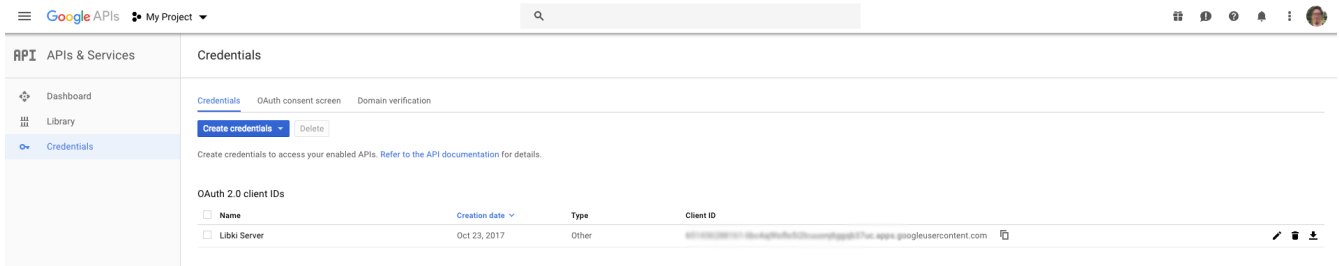 Google APIs My Project
API APIs & Services
Credentials
Dashboard
Library
Credentials
Credentials OAuth consent screen Domain verification
Create credentials Delete
Create credentials to access your enabled APIs. Refer to the API documentation for details.
OAuth 2.0 client IDs
Name Creation date Type Client ID
Libki Server Oct 23, 2017 Other .apps.googleusercontent.com